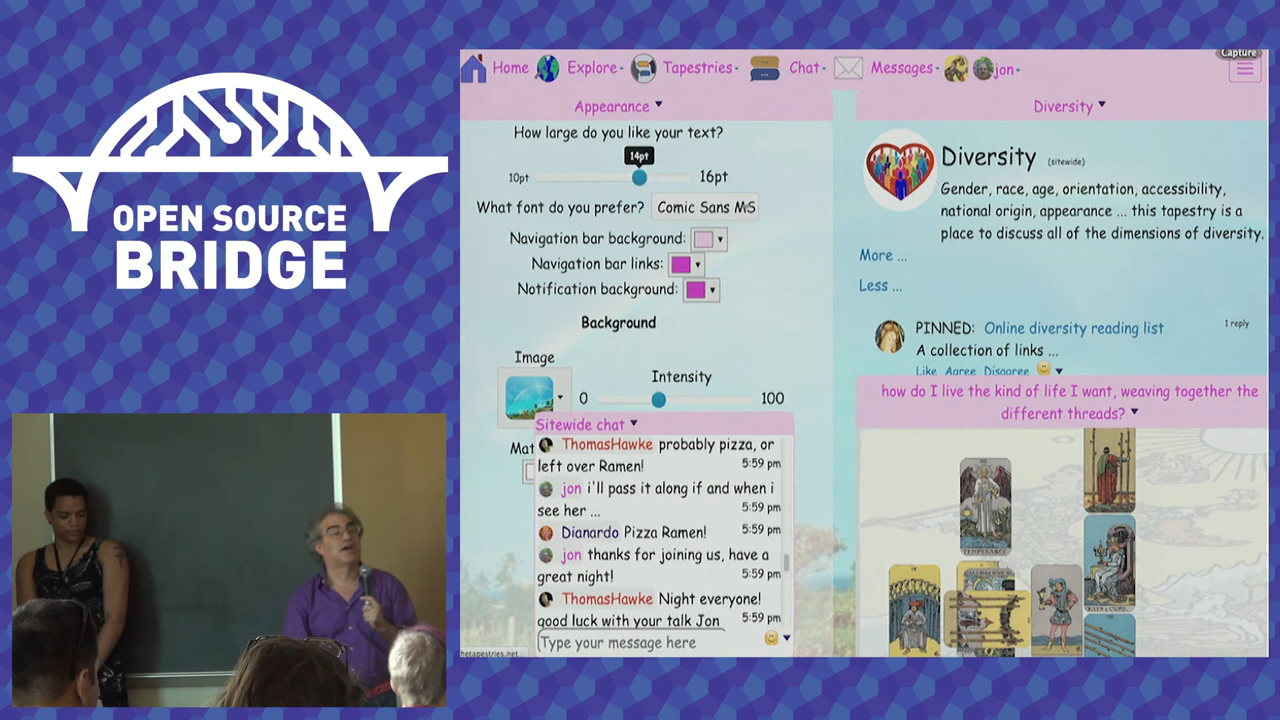 OPEN SOURCE
BRIDGE
Capture
Home
Explore
Tapestries
Chat
Messages
jon
Appearance
How large do you like your text?
14pt
10pt
16pt
What font do you prefer?
Comic Sans MS
Navigation bar background:
Navigation bar links:
Notification background:
Background
Image
Intensity
0
100
Mat
Sitewide chat
ThomasHawke probably pizza, or
left over Ramen!
5:59 pm
jon i'll pass it along if and when i
see her ...
5:59 pm
Dianardo Pizza Ramen!
5:59 pm
jon thanks for joining us, have a
great night!
5:59 pm
ThomasHawke Night everyone!
good luck with your talk Jon
5:59 pm
Type your message here
hetapestries.net...
Diversity
Diversity (sitewide)
Gender, race, age, orientation, accessibility,
national origin, appearance ... this tapestry is a
place to discuss all of the dimensions of diversity.
More ...
Less ...
PINNED: Online diversity reading list
1 reply
A collection of links ...
Like Agree Disagree
how do I live the kind of life I want, weaving together the
different threads?
TEMPERANCE